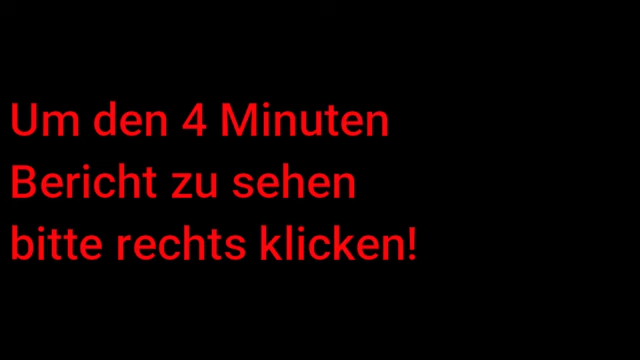 Um den 4 Minuten
Bericht zu sehen
bitte rechts klicken!